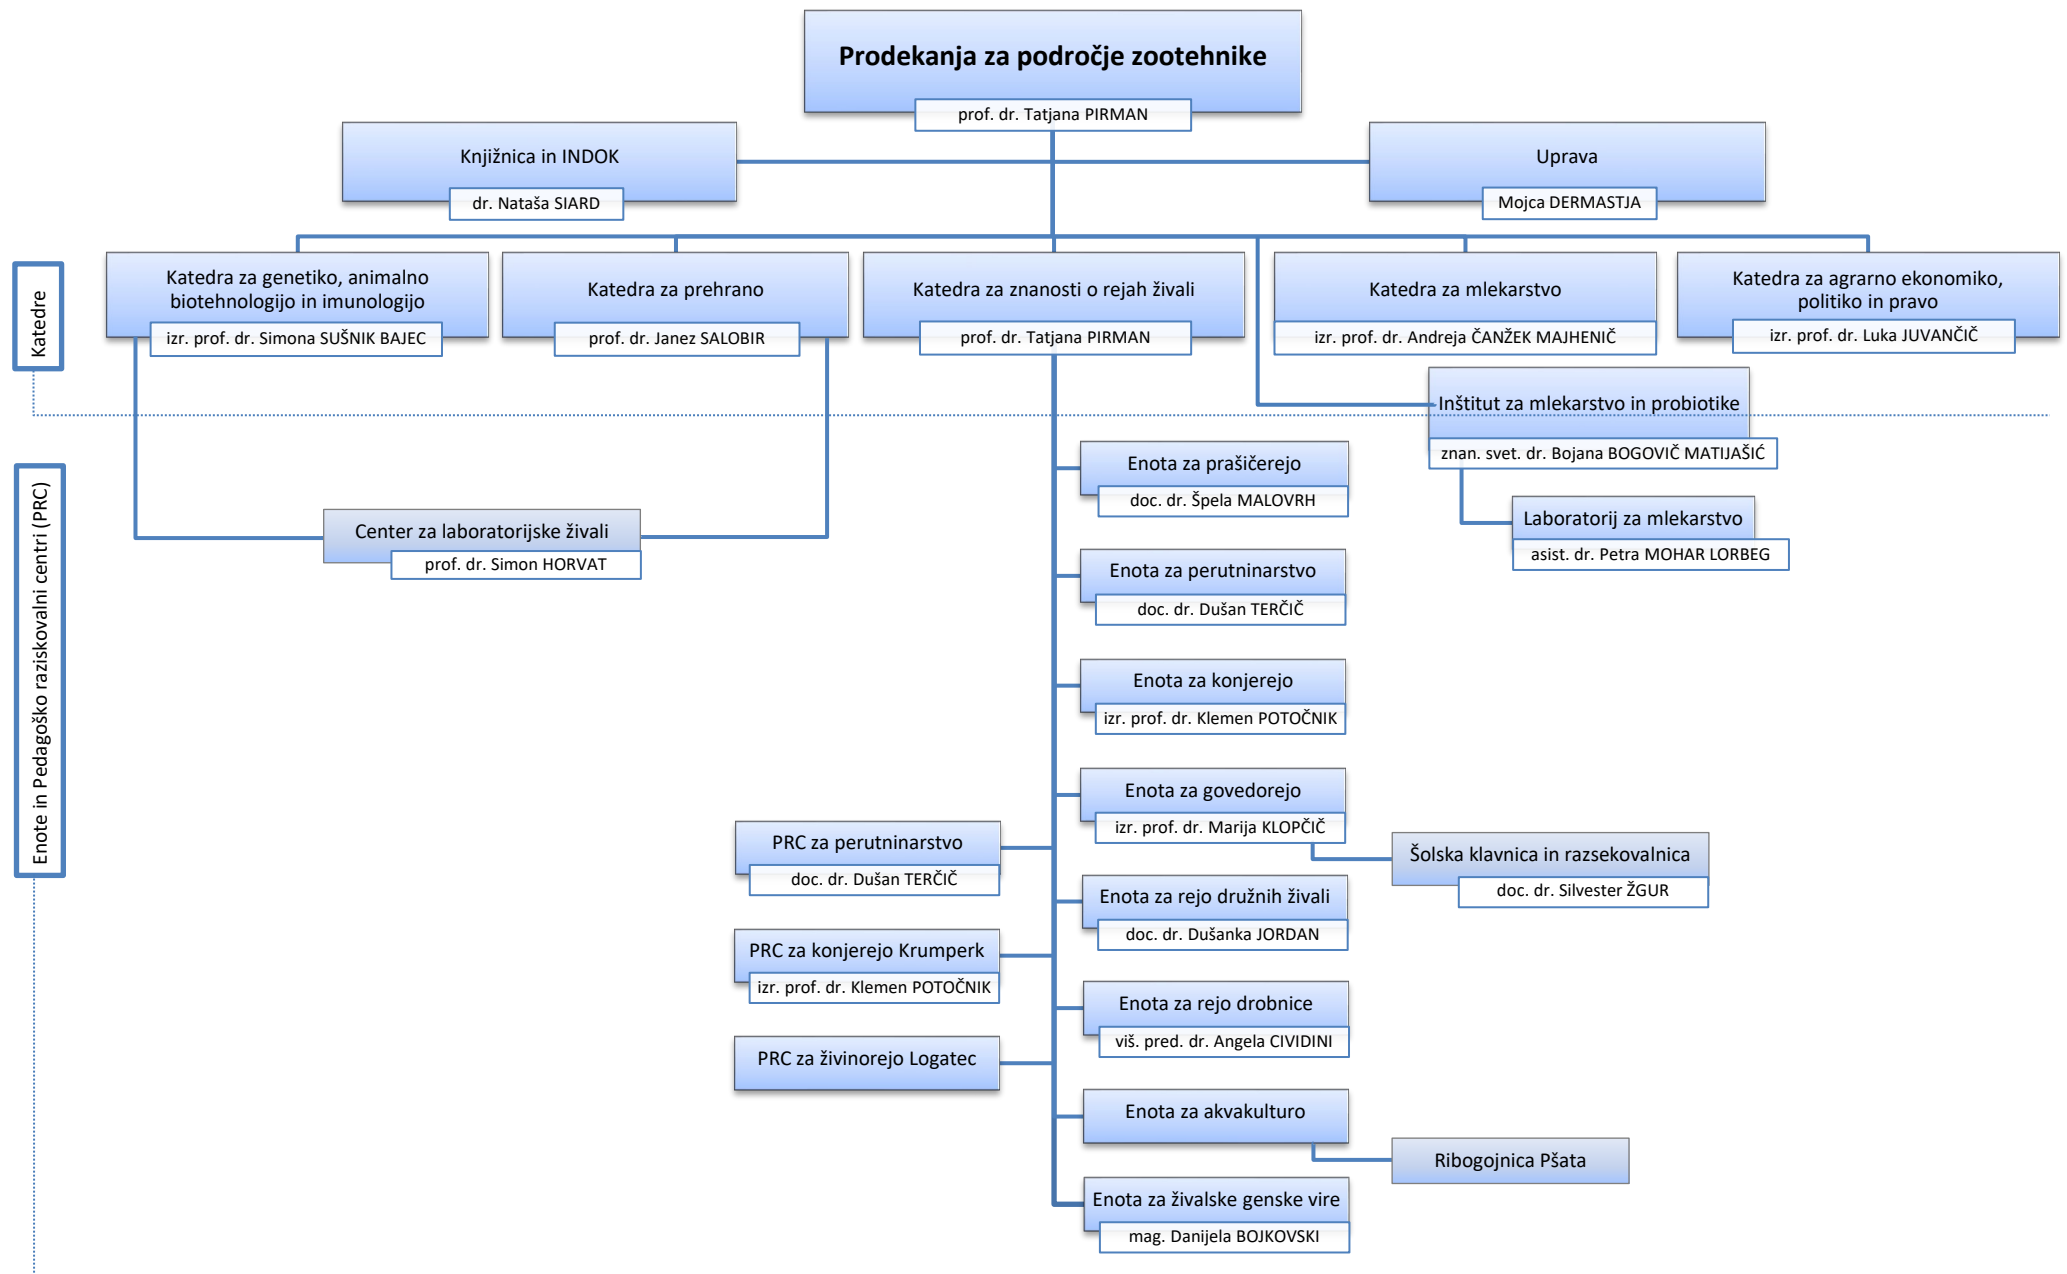 Prodekanja za področje zootehnike
prof. dr. Tatjana PIRMAN
Knjižnica in INDOK
dr. Nataša SIARD
Uprava
Mojca DERMASTJA
Katedre
Katedra za genetiko, animalno
biotehnologijo in imunologijo
izr. prof. dr. Simona SUŠNIK BAJEC
Katedra za prehrano
prof. dr. Janez SALOBIR
Katedra za znanosti o rejah živali
prof. dr. Tatjana PIRMAN
Katedra za mlekarstvo
izr. prof. dr. Andreja ČANŽEK MAJHENIČ
Katedra za agrarno ekonomiko,
politiko in pravo
izr. prof. dr. Luka JUVANČIČ
Inštitut za mlekarstvo in probiotike
znan. svet. dr. Bojana BOGOVIČ MATIJAŠIĆ
Laboratorij za mlekarstvo
asist. dr. Petra MOHAR LORBEG
Enote in Pedagoško raziskovalni centri (PRC)
Center za laboratorijske živali
prof. dr. Simon HORVAT
Enota za prašičerejo
doc. dr. Špela MALOVRH
Enota za perutninarstvo
doc. dr. Dušan TERČIČ
Enota za konjerejo
izr. prof. dr. Klemen POTOČNIK
Enota za govedorejo
izr. prof. dr. Marija KLOPČIČ
Šolska klavnica in razsekovalnica
doc. dr. Silvester ŽGUR
PRC za perutninarstvo
doc. dr. Dušan TERČIČ
Enota za rejo družnih živali
doc. dr. Dušanka JORDAN
PRC za konjerejo Krumperk
izr. prof. dr. Klemen POTOČNIK
Enota za rejo drobnice
viš. pred. dr. Angela CIVIDINI
PRC za živinorejo Logatec
Enota za akvakulturo
Ribogojnica Pšata
Enota za živalske genske vire
mag. Danijela BOJKOVSKI